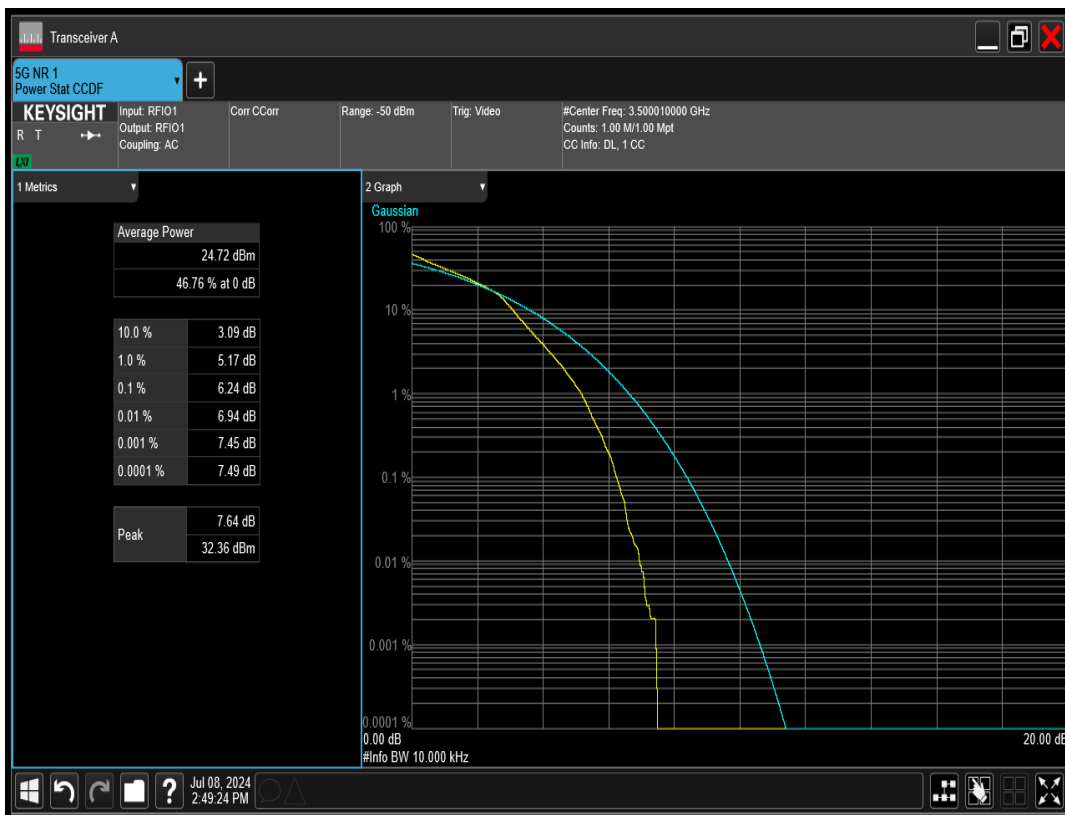 Transceiver A
5G NR 1
Power Stat CCDF
+
KEYSIGHT
R T
LXI
Input: RFIO1
Output: RFIO1
Coupling: AC
Corr CCorr
Range: -50 dBm
Trig: Video
#Center Freq: 3.500010000 GHz
Counts: 1.00 M/1.00 Mpt
CC Info: DL, 1 CC
1 Metrics
Average Power
24.72 dBm
46.76 % at 0 dB
10.0 % 3.09 dB
1.0 % 5.17 dB
0.1 % 6.24 dB
0.01 % 6.94 dB
0.001 % 7.45 dB
0.0001 % 7.49 dB
Peak 7.64 dB
32.36 dBm
2 Graph
Gaussian
100 %
10 %
1 %
0.1 %
0.01 %
0.001 %
0.0001 %
0.00 dB 20.00 dB
#Info BW 10.000 kHz
?
Jul 08, 2024
2:49:24 PM